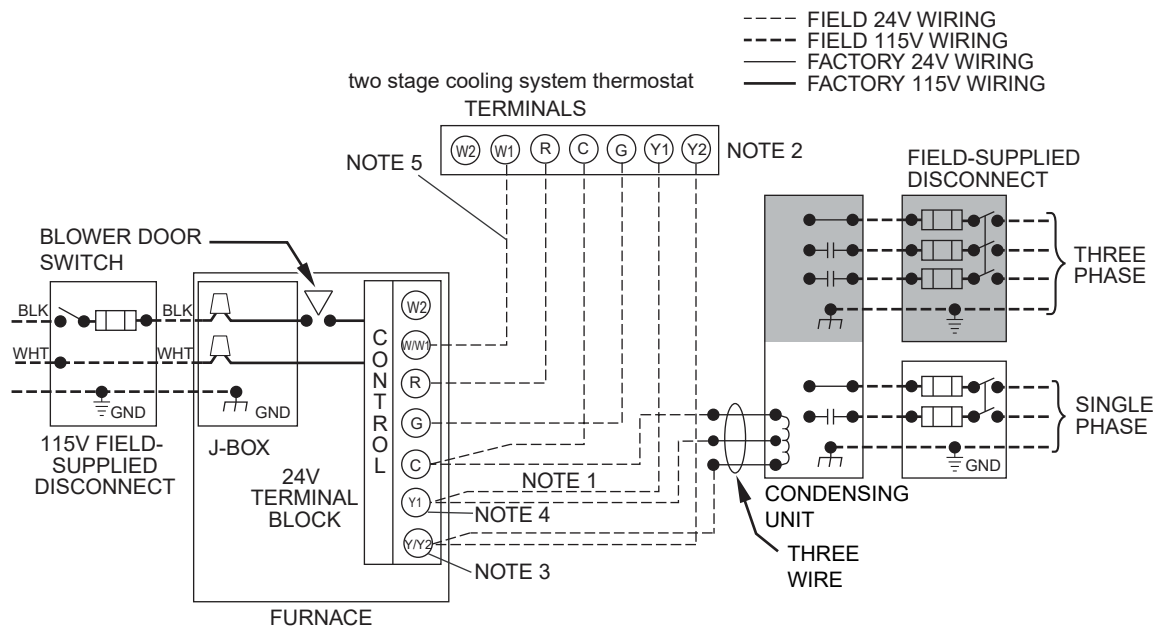 FIELD 24V WIRING
FIELD 115V WIRING
FACTORY 24V WIRING
FACTORY 115V WIRING
two stage cooling system thermostat
TERMINALS
W2 W1 R C G Y1 Y2
NOTE 2
NOTE 5
FIELD-SUPPLIED
DISCONNECT
THREE
PHASE
BLOWER DOOR
SWITCH
BLK
BLK
WHT
WHT
GND
GND
115V FIELD-
SUPPLIED
DISCONNECT
J-BOX
24V
TERMINAL
BLOCK
CONTROL
W2
W/W1
R
G
C
Y1
Y/Y2
NOTE 1
NOTE 4
NOTE 3
FURNACE
SINGLE
PHASE
GND
CONDENSING
UNIT
THREE
WIRE